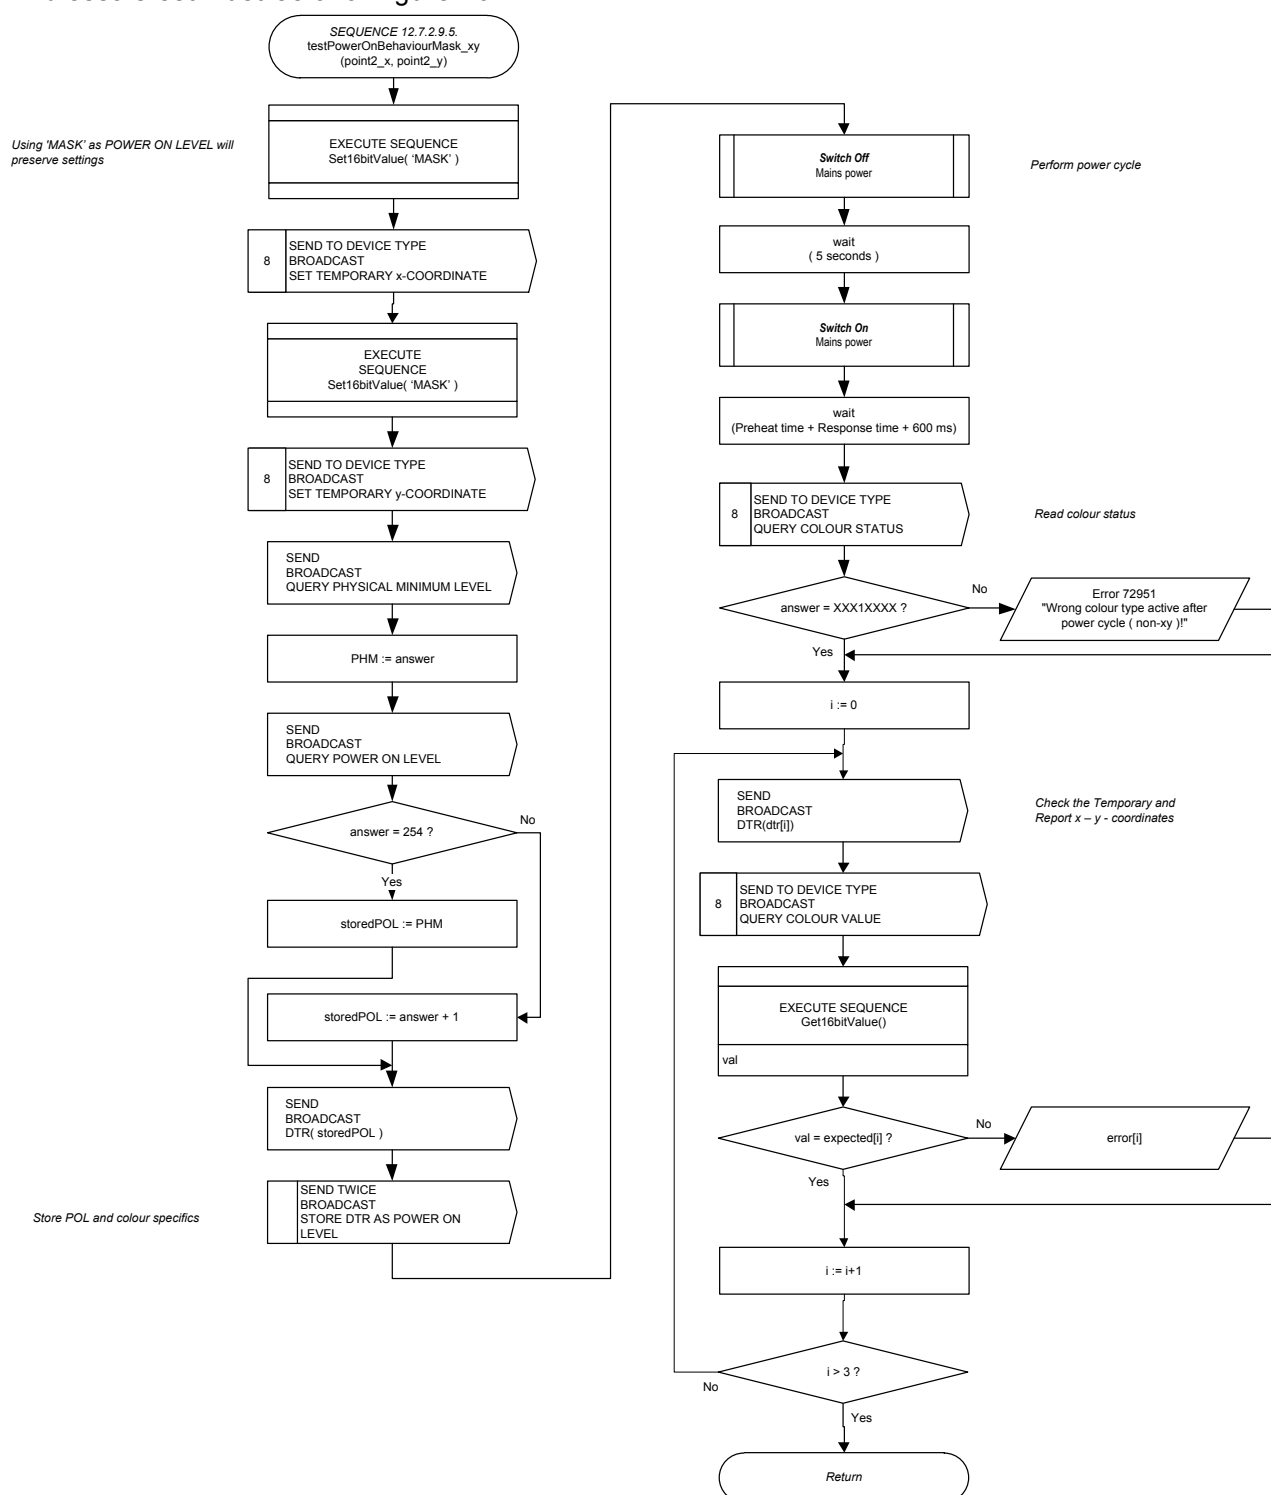 SEQUENCE 12.7.2.9.5.
testPowerOnBehaviourMask_xy
(point2_x, point2_y)
Using 'MASK' as POWER ON LEVEL will
preserve settings
EXECUTE SEQUENCE
Set16bitValue( ‘MASK’ )
8
SEND TO DEVICE TYPE
BROADCAST
SET TEMPORARY x-COORDINATE
EXECUTE
SEQUENCE
Set16bitValue( ‘MASK’ )
8
SEND TO DEVICE TYPE
BROADCAST
SET TEMPORARY y-COORDINATE
SEND
BROADCAST
QUERY PHYSICAL MINIMUM LEVEL
PHM := answer
SEND
BROADCAST
QUERY POWER ON LEVEL
answer = 254 ?
No
Yes
storedPOL := PHM
storedPOL := answer + 1
SEND
BROADCAST
DTR( storedPOL )
Store POL and colour specifics
SEND TWICE
BROADCAST
STORE DTR AS POWER ON
LEVEL
Switch Off
Mains power
Perform power cycle
wait
( 5 seconds )
Switch On
Mains power
wait
(Preheat time + Response time + 600 ms)
8
SEND TO DEVICE TYPE
BROADCAST
QUERY COLOUR STATUS
Read colour status
answer = XXX1XXXX ?
No
Error 72951
"Wrong colour type active after
power cycle ( non-xy )!"
Yes
i := 0
SEND
BROADCAST
DTR(dtr[i])
Check the Temporary and
Report x – y - coordinates
8
SEND TO DEVICE TYPE
BROADCAST
QUERY COLOUR VALUE
EXECUTE SEQUENCE
Get16bitValue()
val
val = expected[i] ?
No
error[i]
Yes
i := i+1
i > 3 ?
No
Yes
Return